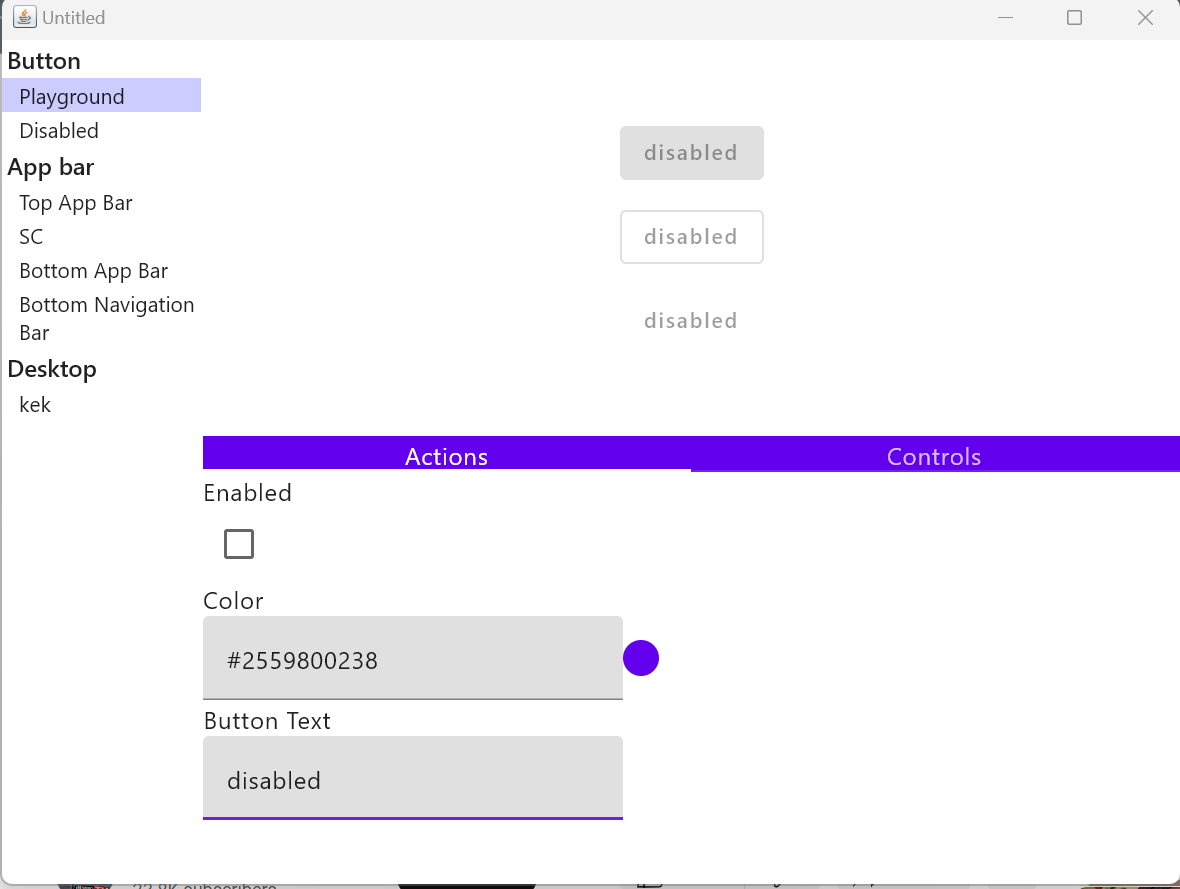 Untitled
Button
Playground
Disabled
App bar
Top App Bar
SC
Bottom App Bar
Bottom Navigation
Bar
Desktop
kek
disabled
disabled
disabled
Actions
Controls
Enabled
Color
#2559800238
Button Text
disabled